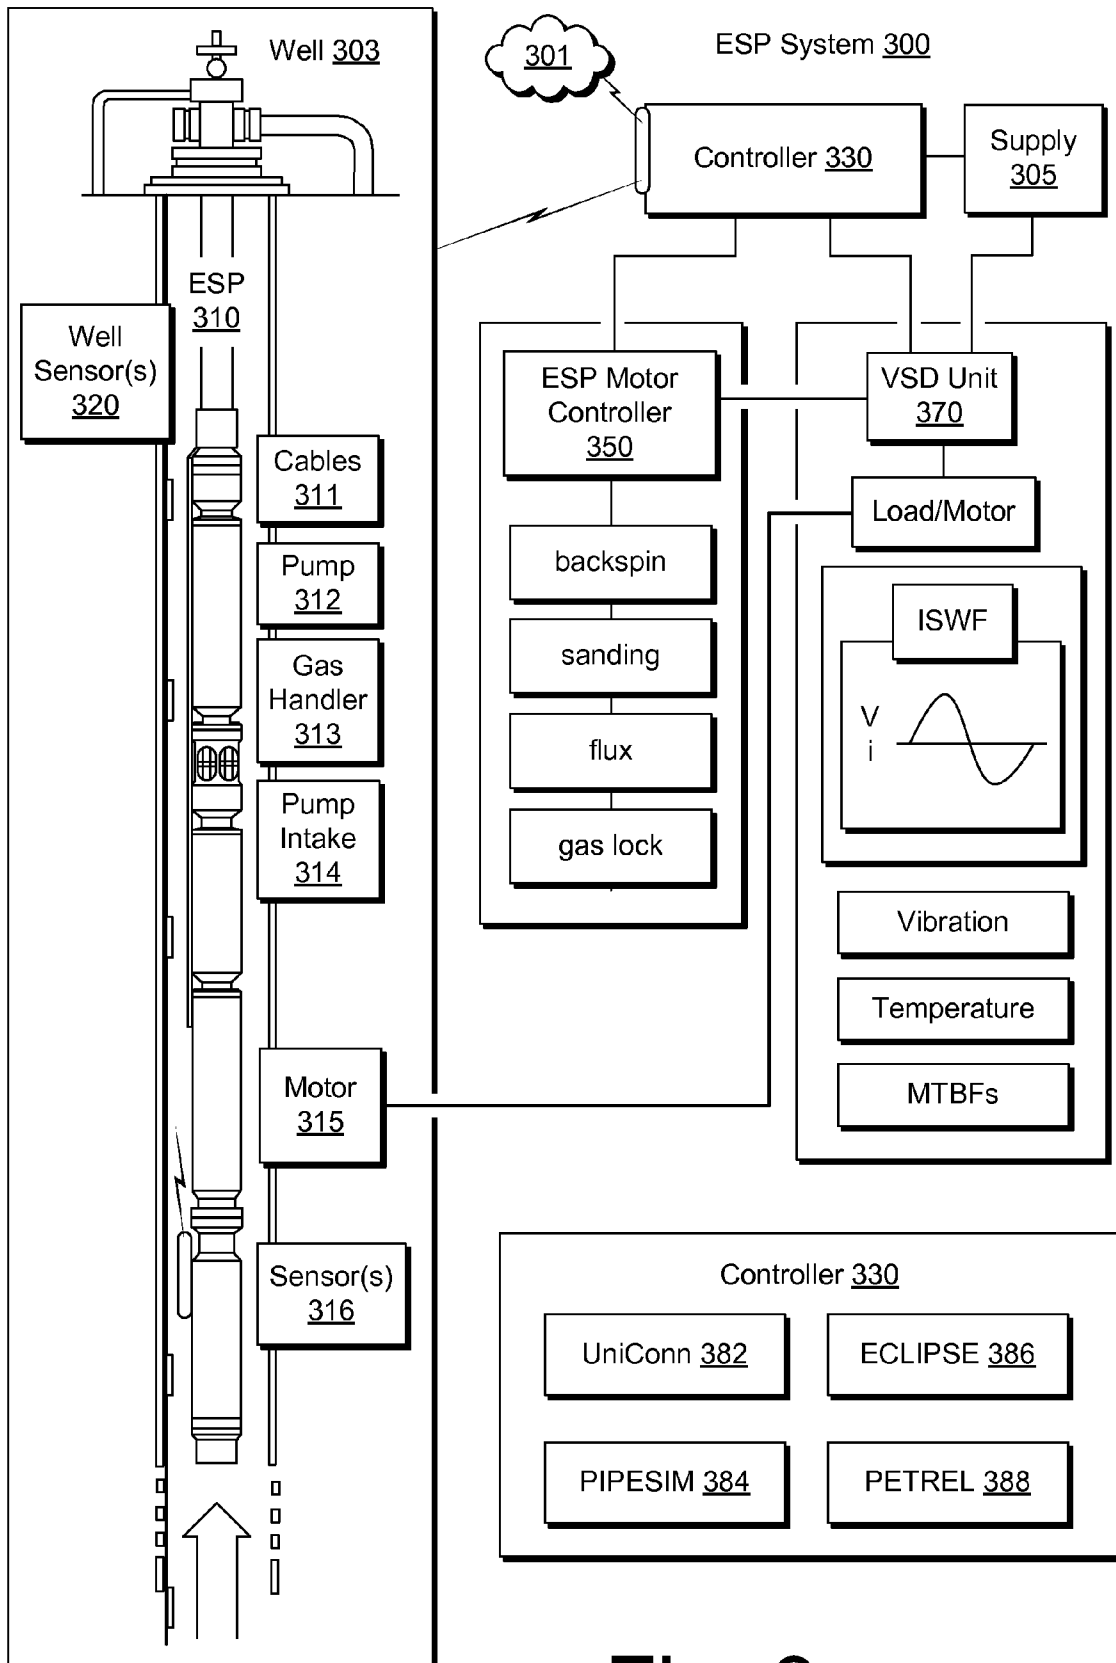 Well 303
ESP
310
Well
Sensor(s)
320
Cables
311
Pump
312
Gas
Handler
313
Pump
Intake
314
Motor
315
Sensor(s)
316
301
ESP System 300
Controller 330
Supply
305
ESP Motor
Controller
350
backspin
sanding
flux
gas lock
VSD Unit
370
Load/Motor
ISWF
V
i
Vibration
Temperature
MTBFs
Controller 330
UniConn 382
ECLIPSE 386
PIPESIM 384
PETREL 388